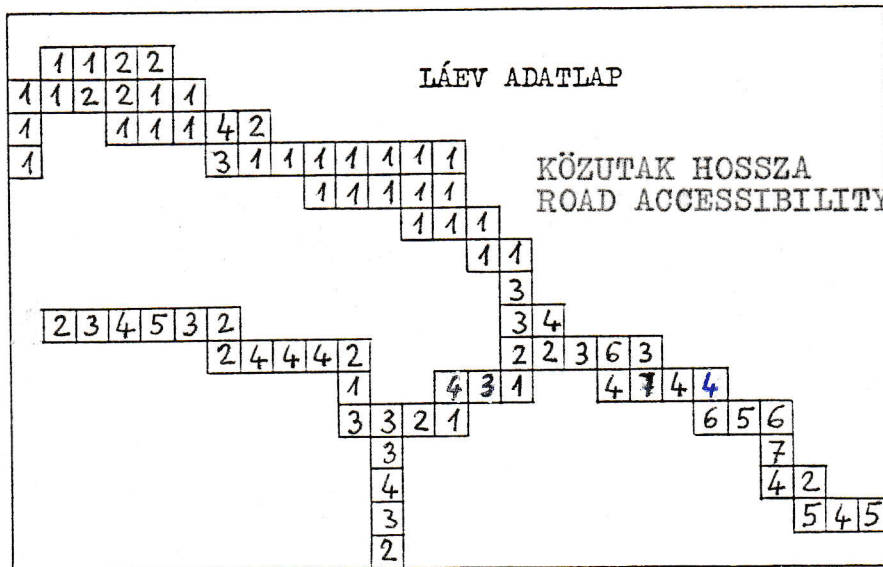 1 1 2 2
LÁEV ADATLAP
1 1 2 2 1 1
1 1 1 1 4 2
1 3 1 1 1 1 1 1 1
KÖZUTAK HOSSZA
1 1 1 1 1
ROAD ACCESSIBILITY
1 1 1
1 1
3
2 3 4 5 3 2 3 4
2 4 4 4 2 2 2 3 6 3
1 4 3 1 4 7 4 4
3 3 2 1 6 5 6
3 7
4 4 2
3 5 4 5
2